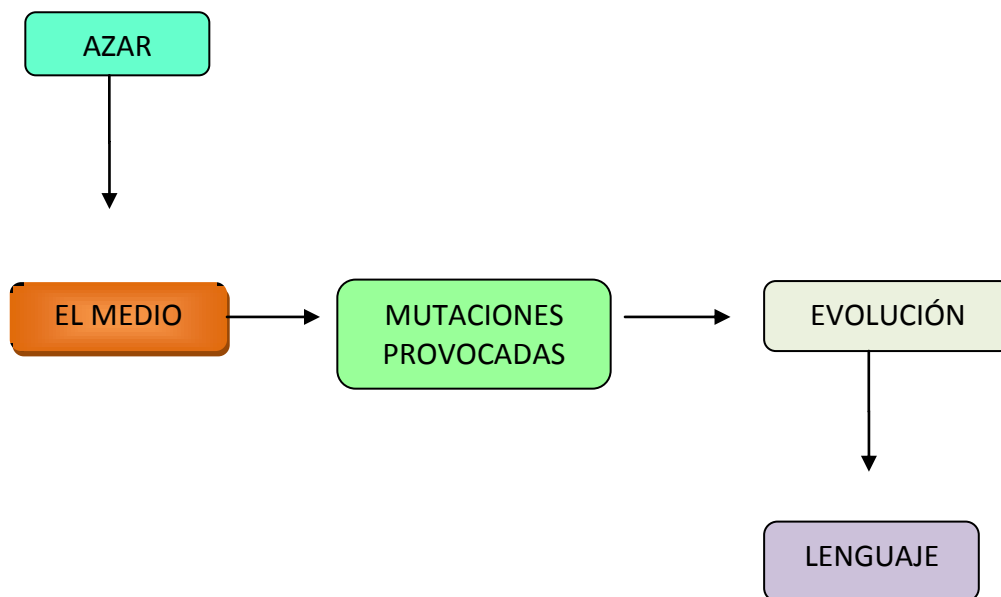 AZAR
EL MEDIO
MUTACIONES
PROVOCADAS
EVOLUCIÓN
LENGUAJE